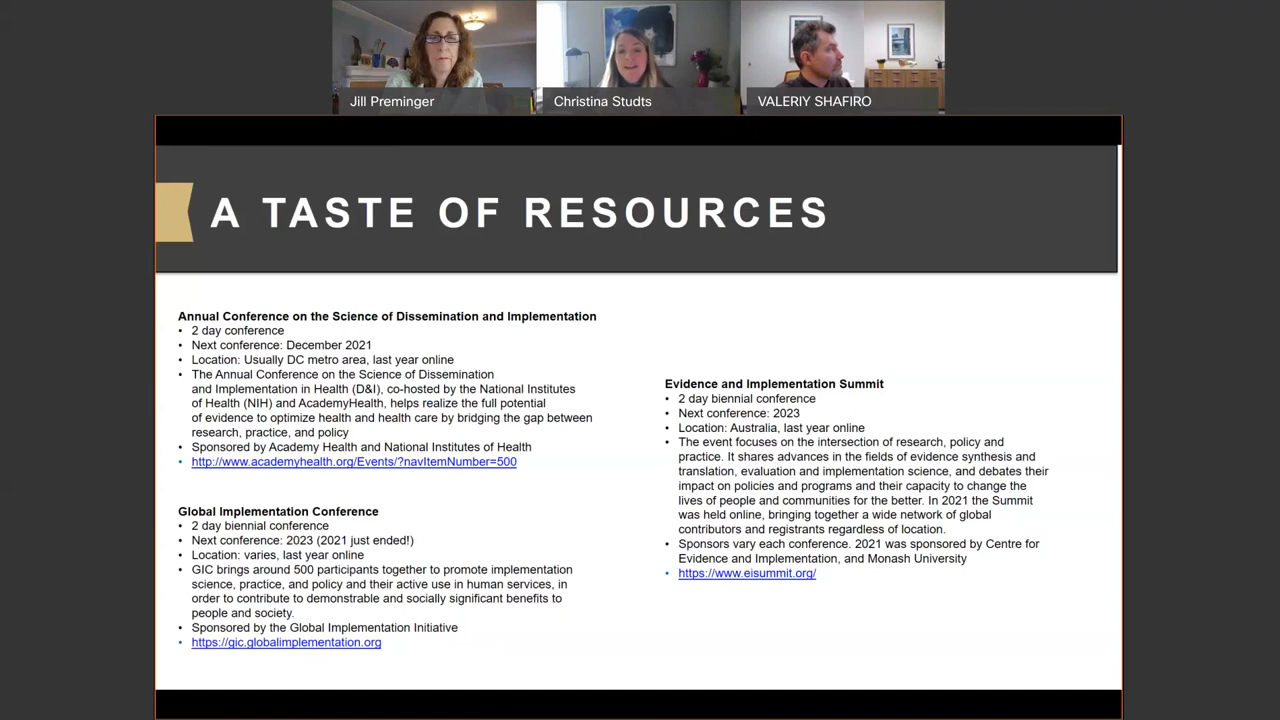 Jill Preminger
Christina Studts
VALERIY SHAFIRO
A TASTE OF RESOURCES
Annual Conference on the Science of Dissemination and Implementation
• 2 day conference
• Next conference: December 2021
• Location: Usually DC metro area, last year online
• The Annual Conference on the Science of Dissemination
and Implementation in Health (D&I), co-hosted by the National Institutes
of Health (NIH) and AcademyHealth, helps realize the full potential
of evidence to optimize health and health care by bridging the gap between
research, practice, and policy
• Sponsored by Academy Health and National Institutes of Health
• http://www.academyhealth.org/Events/?navItemNumber=500
Global Implementation Conference
• 2 day biennial conference
• Next conference: 2023 (2021 just ended!)
• Location: varies, last year online
• GIC brings around 500 participants together to promote implementation
science, practice, and policy and their active use in human services, in
order to contribute to demonstrable and socially significant benefits to
people and society.
• Sponsored by the Global Implementation Initiative
• https://gic.globalimplementation.org
Evidence and Implementation Summit
• 2 day biennial conference
• Next conference: 2023
• Location: Australia, last year online
• The event focuses on the intersection of research, policy and
practice. It shares advances in the fields of evidence synthesis and
translation, evaluation and implementation science, and debates their
impact on policies and programs and their capacity to change the
lives of people and communities for the better. In 2021 the Summit
was held online, bringing together a wide network of global
contributors and registrants regardless of location.
• Sponsors vary each conference. 2021 was sponsored by Centre for
Evidence and Implementation, and Monash University
• https://www.eisummit.org/